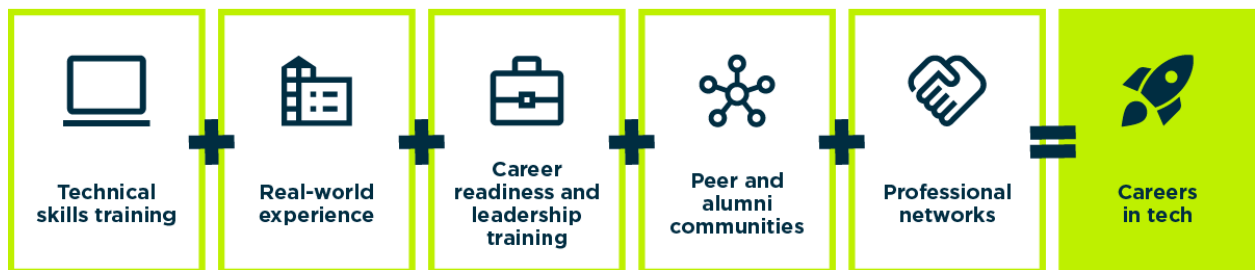 Technical
skills training
Real-world
experience
Career
readiness and
leadership
training
Peer and
alumni
communities
Professional
networks
Careers
in tech